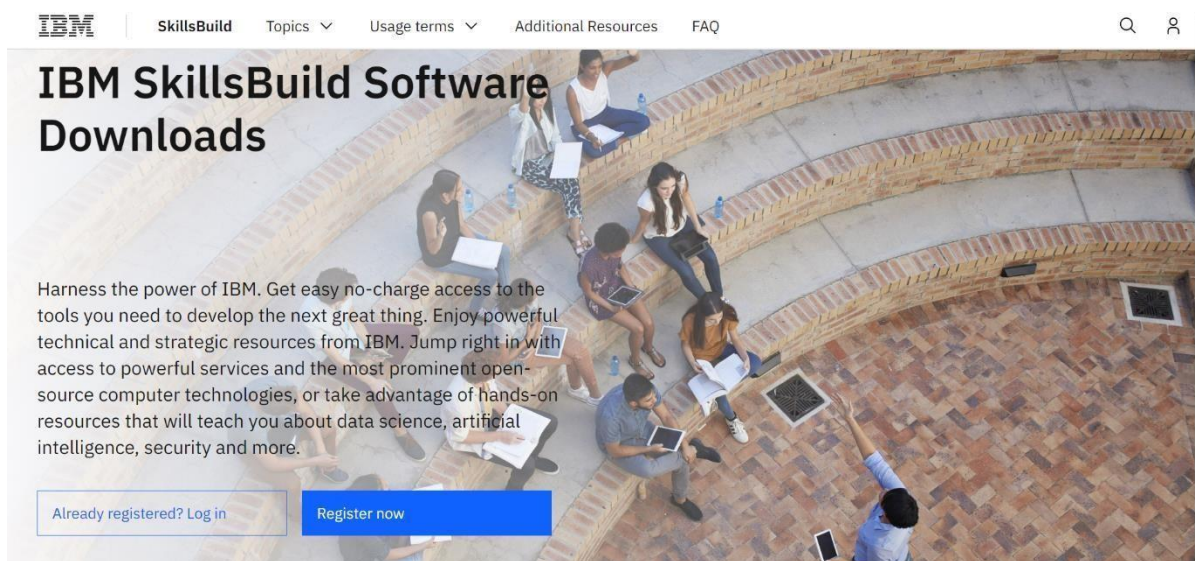 IBM
SkillsBuild
Topics
Usage terms
Additional Resources
FAQ
IBM SkillsBuild Software
Downloads
Harness the power of IBM. Get easy no-charge access to the
tools you need to develop the next great thing. Enjoy powerful
technical and strategic resources from IBM. Jump right in with
access to powerful services and the most prominent open-
source computer technologies, or take advantage of hands-on
resources that will teach you about data science, artificial
intelligence, security and more.
Already registered? Log in
Register now